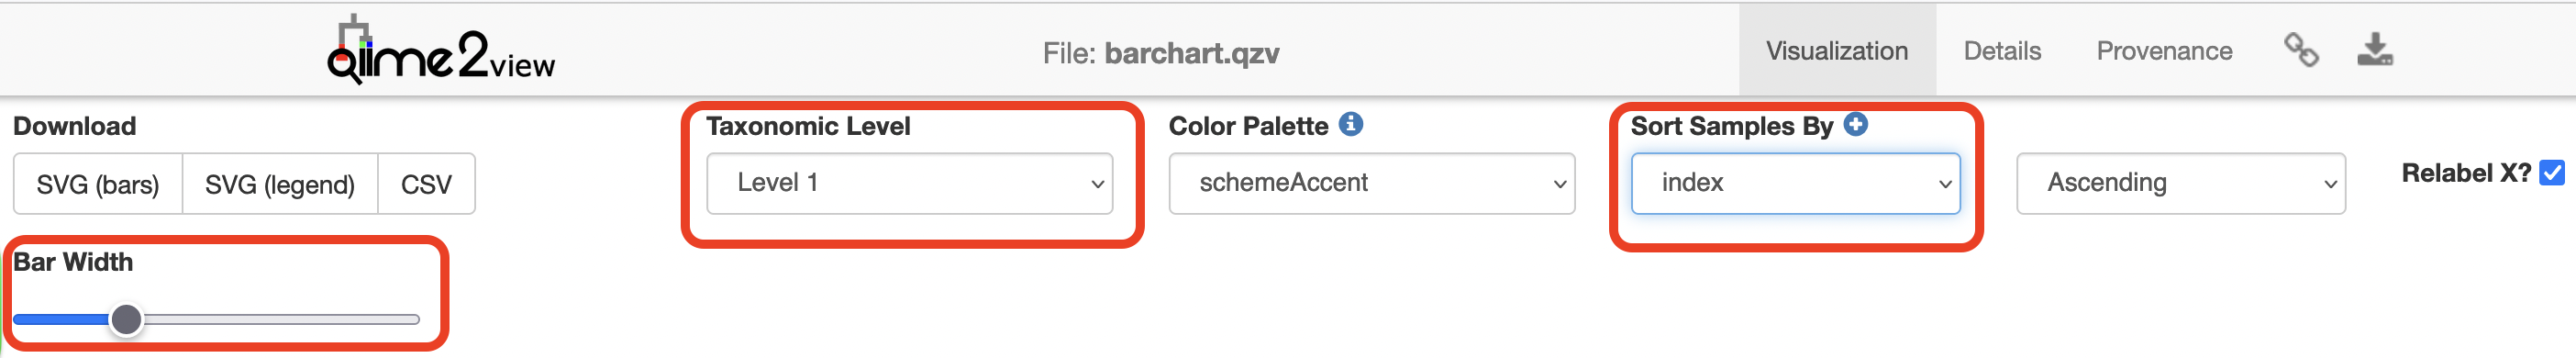 qiime2view
File: barchart.qzv
Visualization
Details
Provenance
Download
SVG (bars)
SVG (legend)
CSV
Taxonomic Level
Level 1
Color Palette
schemeAccent
Sort Samples By
index
Ascending
Relabel X?
Bar Width